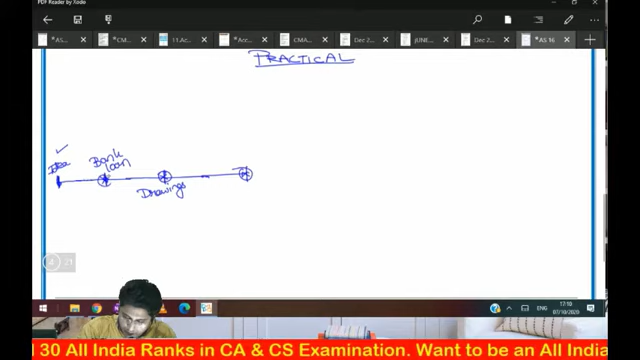 PDF Reader by Xodo
*AS...
*CM...
11.Ac...
*Acc...
CMA...
Dec 2...
jUNE...
Dec 2...
*AS 16
PRACTICAL
Idea
Bank
loan
Drawings
4
21
ENG
17:10
07/10/2020
30 All India Ranks in CA & CS Examination. Want to be an All India